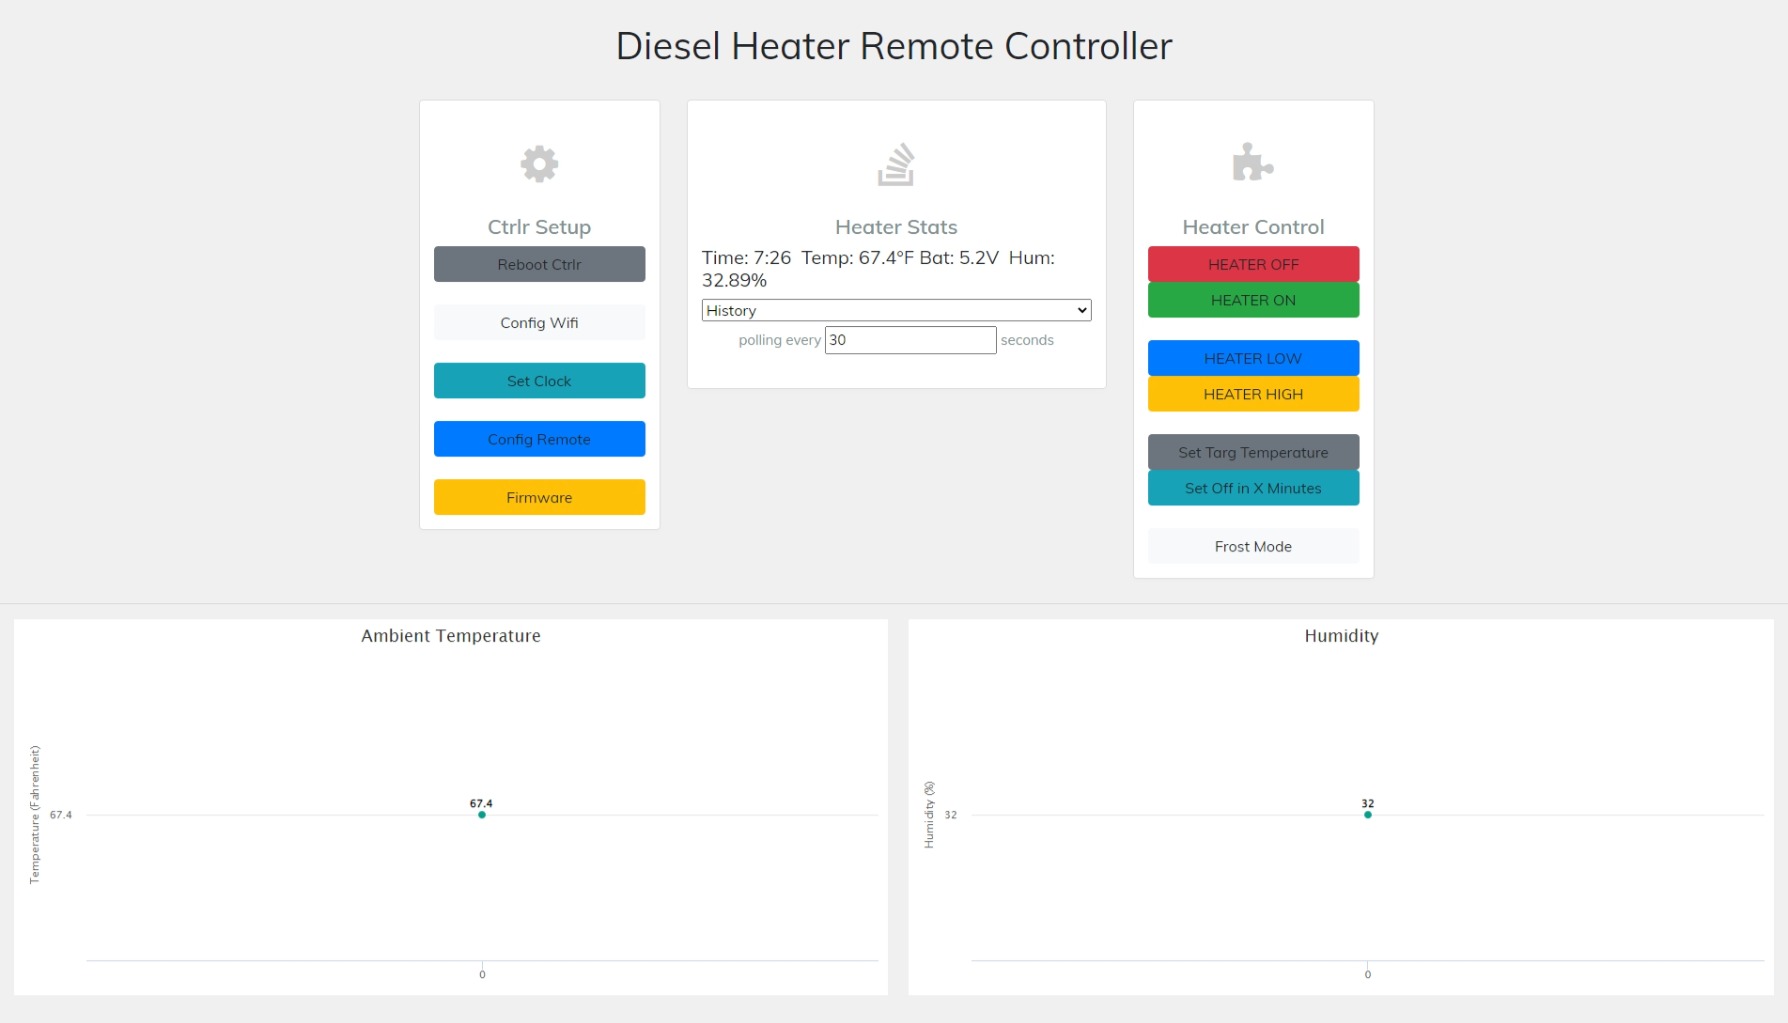 Diesel Heater Remote Controller
Ctrlr Setup
Reboot Ctrlr
Config Wifi
Set Clock
Config Remote
Firmware
Heater Stats
Time: 7:26  Temp: 67.4°F Bat: 5.2V  Hum:
32.89%
History
polling every 30 seconds
Heater Control
HEATER OFF
HEATER ON
HEATER LOW
HEATER HIGH
Set Targ Temperature
Set Off in X Minutes
Frost Mode
Ambient Temperature
Temperature (Fahrenheit)
67.4
67.4
0
Humidity
Humidity (%)
32
32
0